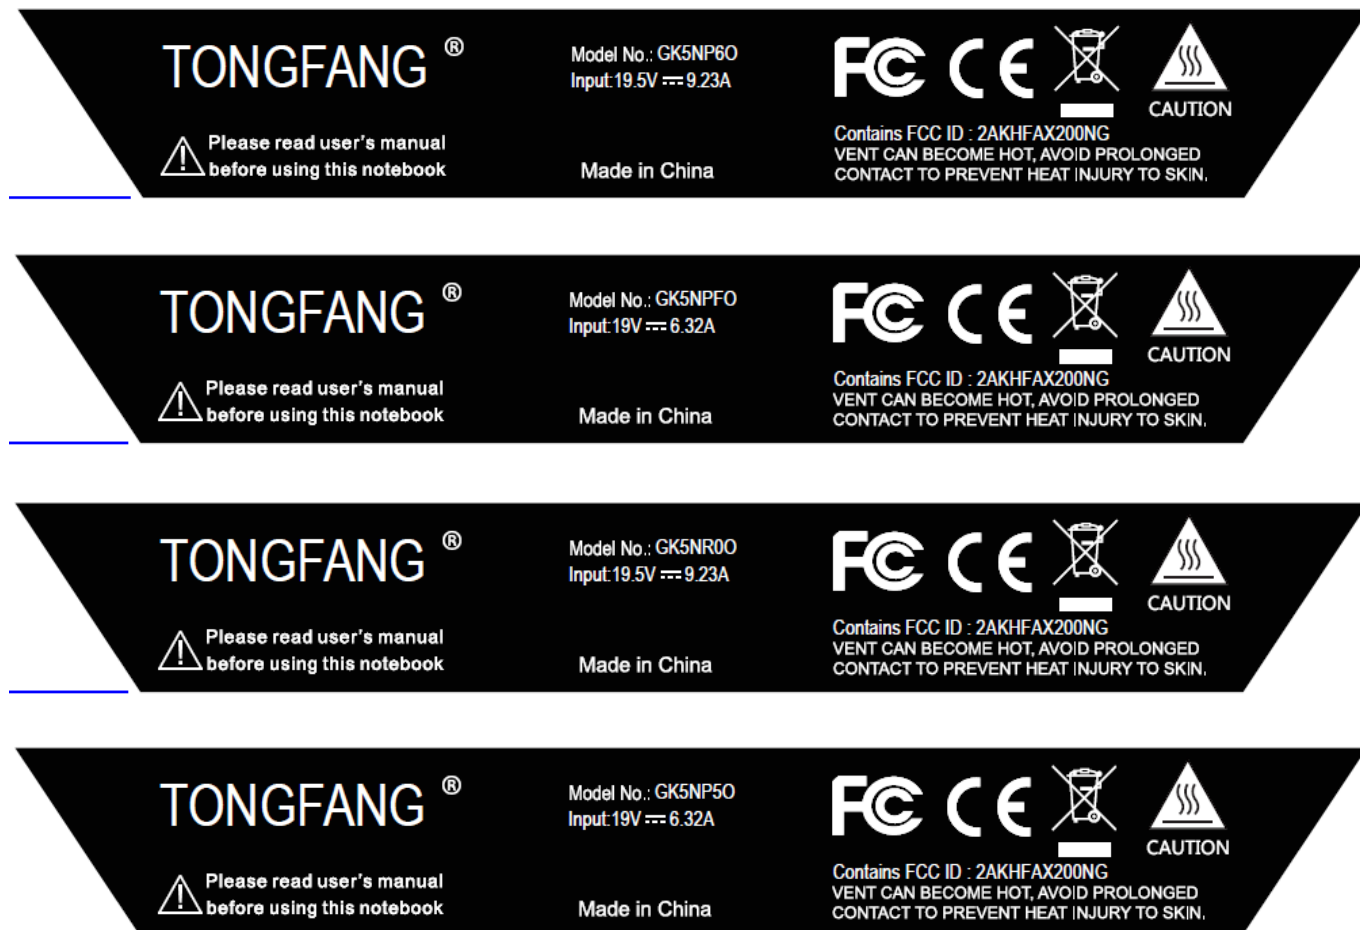 TONGFANG ®
Model No.: GK5NP6O
Input:19.5V 9.23A
FC CE
CAUTION
Please read user's manual
before using this notebook
Made in China
Contains FCC ID : 2AKHFAX200NG
VENT CAN BECOME HOT, AVOID PROLONGED
CONTACT TO PREVENT HEAT INJURY TO SKIN.
TONGFANG ®
Model No.: GK5NPFO
Input:19V 6.32A
FC CE
CAUTION
Please read user's manual
before using this notebook
Made in China
Contains FCC ID : 2AKHFAX200NG
VENT CAN BECOME HOT, AVOID PROLONGED
CONTACT TO PREVENT HEAT INJURY TO SKIN.
TONGFANG ®
Model No.: GK5NR0O
Input:19.5V 9.23A
FC CE
CAUTION
Please read user's manual
before using this notebook
Made in China
Contains FCC ID : 2AKHFAX200NG
VENT CAN BECOME HOT, AVOID PROLONGED
CONTACT TO PREVENT HEAT INJURY TO SKIN.
TONGFANG ®
Model No.: GK5NP5O
Input:19V 6.32A
FC CE
CAUTION
Please read user's manual
before using this notebook
Made in China
Contains FCC ID : 2AKHFAX200NG
VENT CAN BECOME HOT, AVOID PROLONGED
CONTACT TO PREVENT HEAT INJURY TO SKIN.